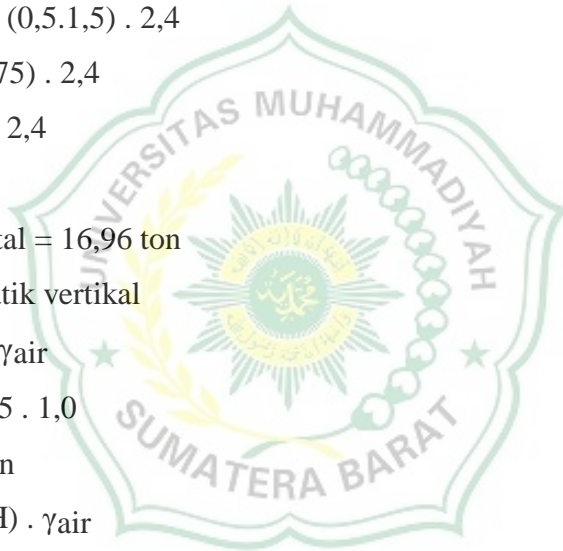 (0,5.1,5) . 2,4
75) . 2,4
2,4
tal = 16,96 ton
tik vertikal
γair
5 . 1,0
n
H) . γair
UNIVERSITAS MUHAMMADIYAH
SUMATERA BARAT